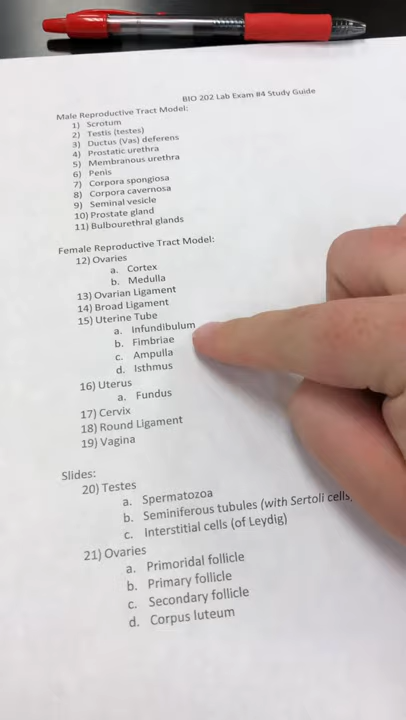 BIO 202 Lab Exam #4 Study Guide
Male Reproductive Tract Model:
1) Scrotum
2) Testis (testes)
3) Ductus (Vas) deferens
4) Prostatic urethra
5) Membranous urethra
6) Penis
7) Corpora spongiosa
8) Corpora cavernosa
9) Seminal vesicle
10) Prostate gland
11) Bulbourethral glands
Female Reproductive Tract Model:
12) Ovaries
a. Cortex
b. Medulla
13) Ovarian Ligament
14) Broad Ligament
15) Uterine Tube
a. Infundibulum
b. Fimbriae
c. Ampulla
d. Isthmus
16) Uterus
a. Fundus
17) Cervix
18) Round Ligament
19) Vagina
Slides:
20) Testes
a. Spermatozoa
b. Seminiferous tubules (with Sertoli cells
c. Interstitial cells (of Leydig)
21) Ovaries
a. Primoridal follicle
b. Primary follicle
c. Secondary follicle
d. Corpus luteum